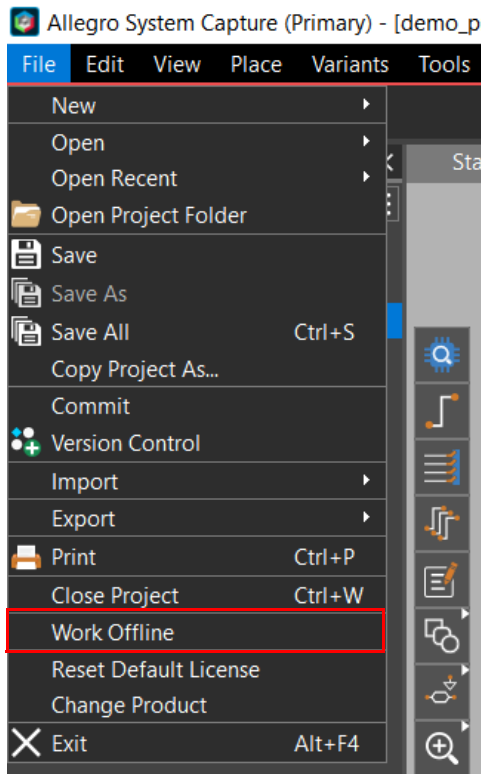 Allegro System Capture (Primary) - [demo_p
File Edit View Place Variants Tools
New
Open
Open Recent
Open Project Folder
Save
Save As
Save All Ctrl+S
Copy Project As...
Commit
Version Control
Import
Export
Print Ctrl+P
Close Project Ctrl+W
Work Offline
Reset Default License
Change Product
Exit Alt+F4
Sta